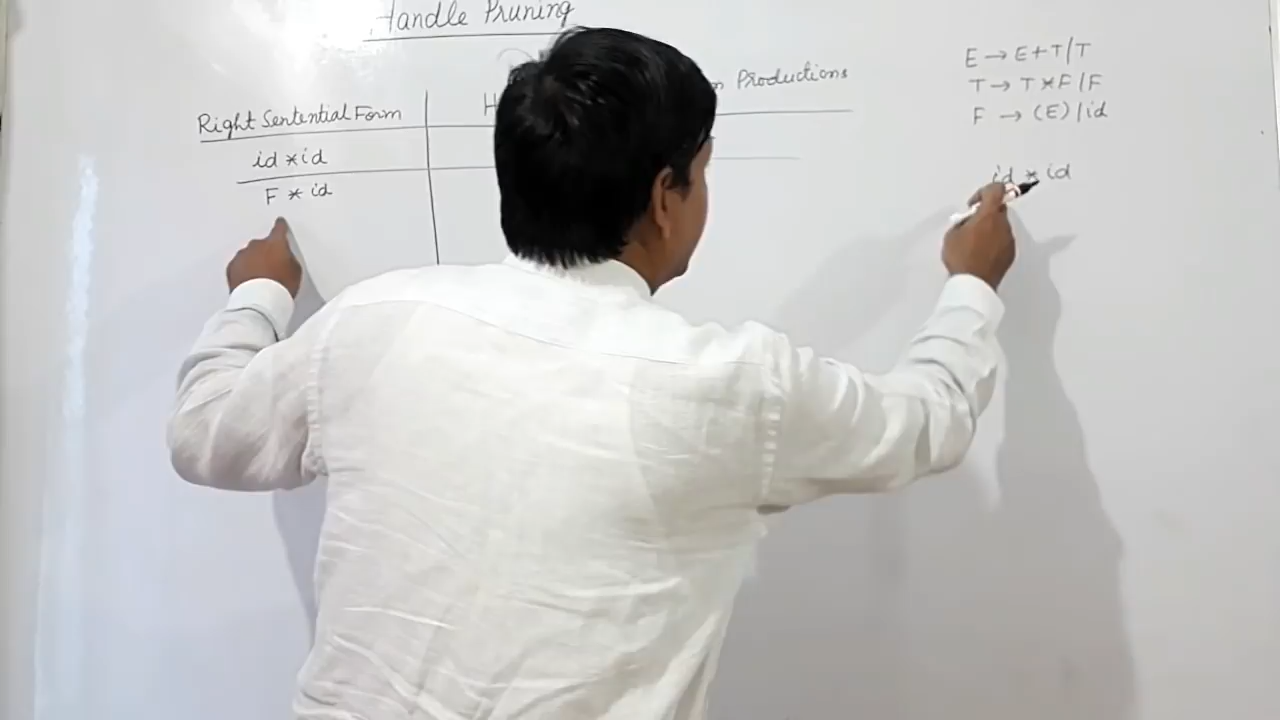 Handle Pruning
Right Sentential Form
Productions
id * id
F * id
E → E+T/T
T → T*F/F
F → (E)/id
id * id